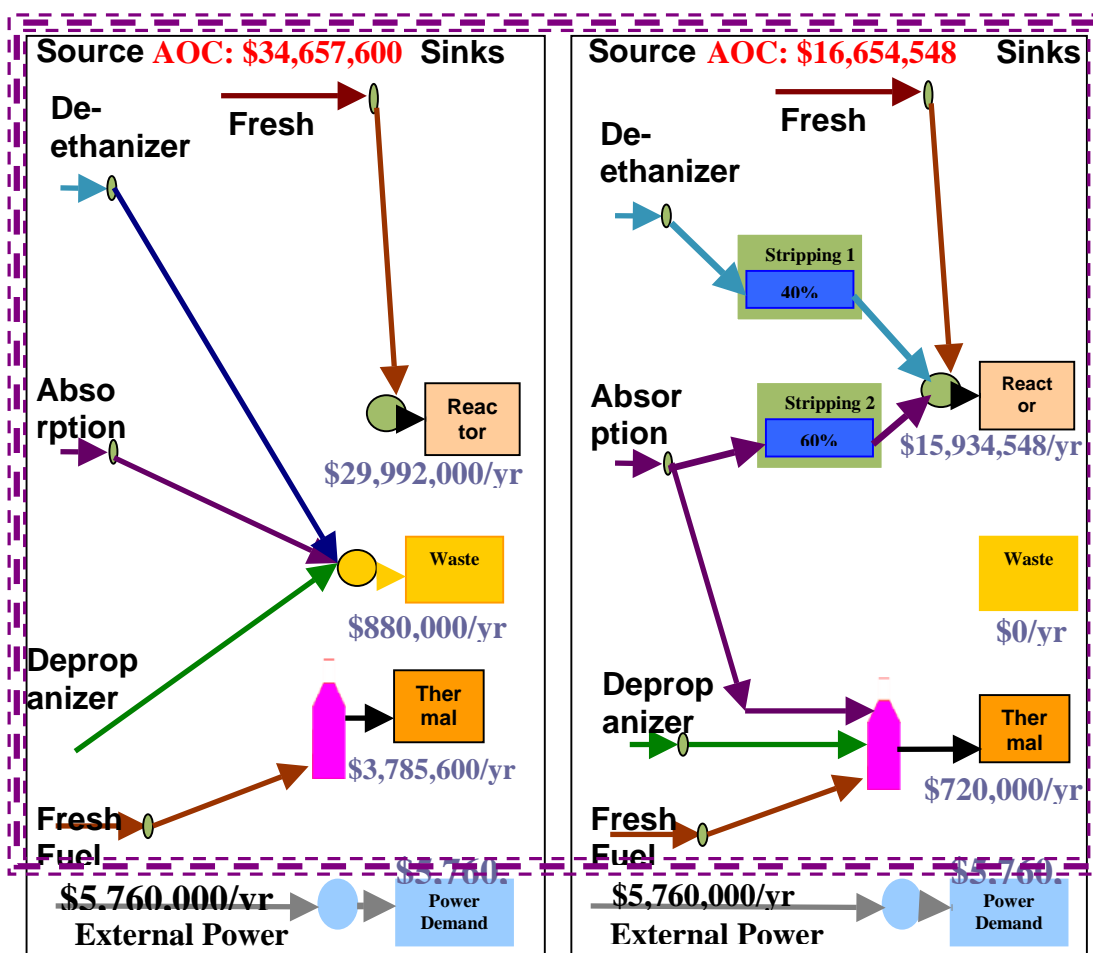 Source AOC: $34,657,600 Sinks
De-
ethanizer
Fresh
Abso
rption
Reac
tor
$29,992,000/yr
Waste
$880,000/yr
Deprop
anizer
Ther
mal
$3,785,600/yr
Fresh
Fuel
$5,760,000/yr
External Power
$5,760,
Power
Demand
Source AOC: $16,654,548 Sinks
Fresh
De-
ethanizer
Stripping 1
40%
Absor
ption
Stripping 2
60%
React
or
$15,934,548/yr
Waste
$0/yr
Deprop
anizer
Ther
mal
$720,000/yr
Fresh
Fuel
$5,760,000/yr
External Power
$5,760,
Power
Demand